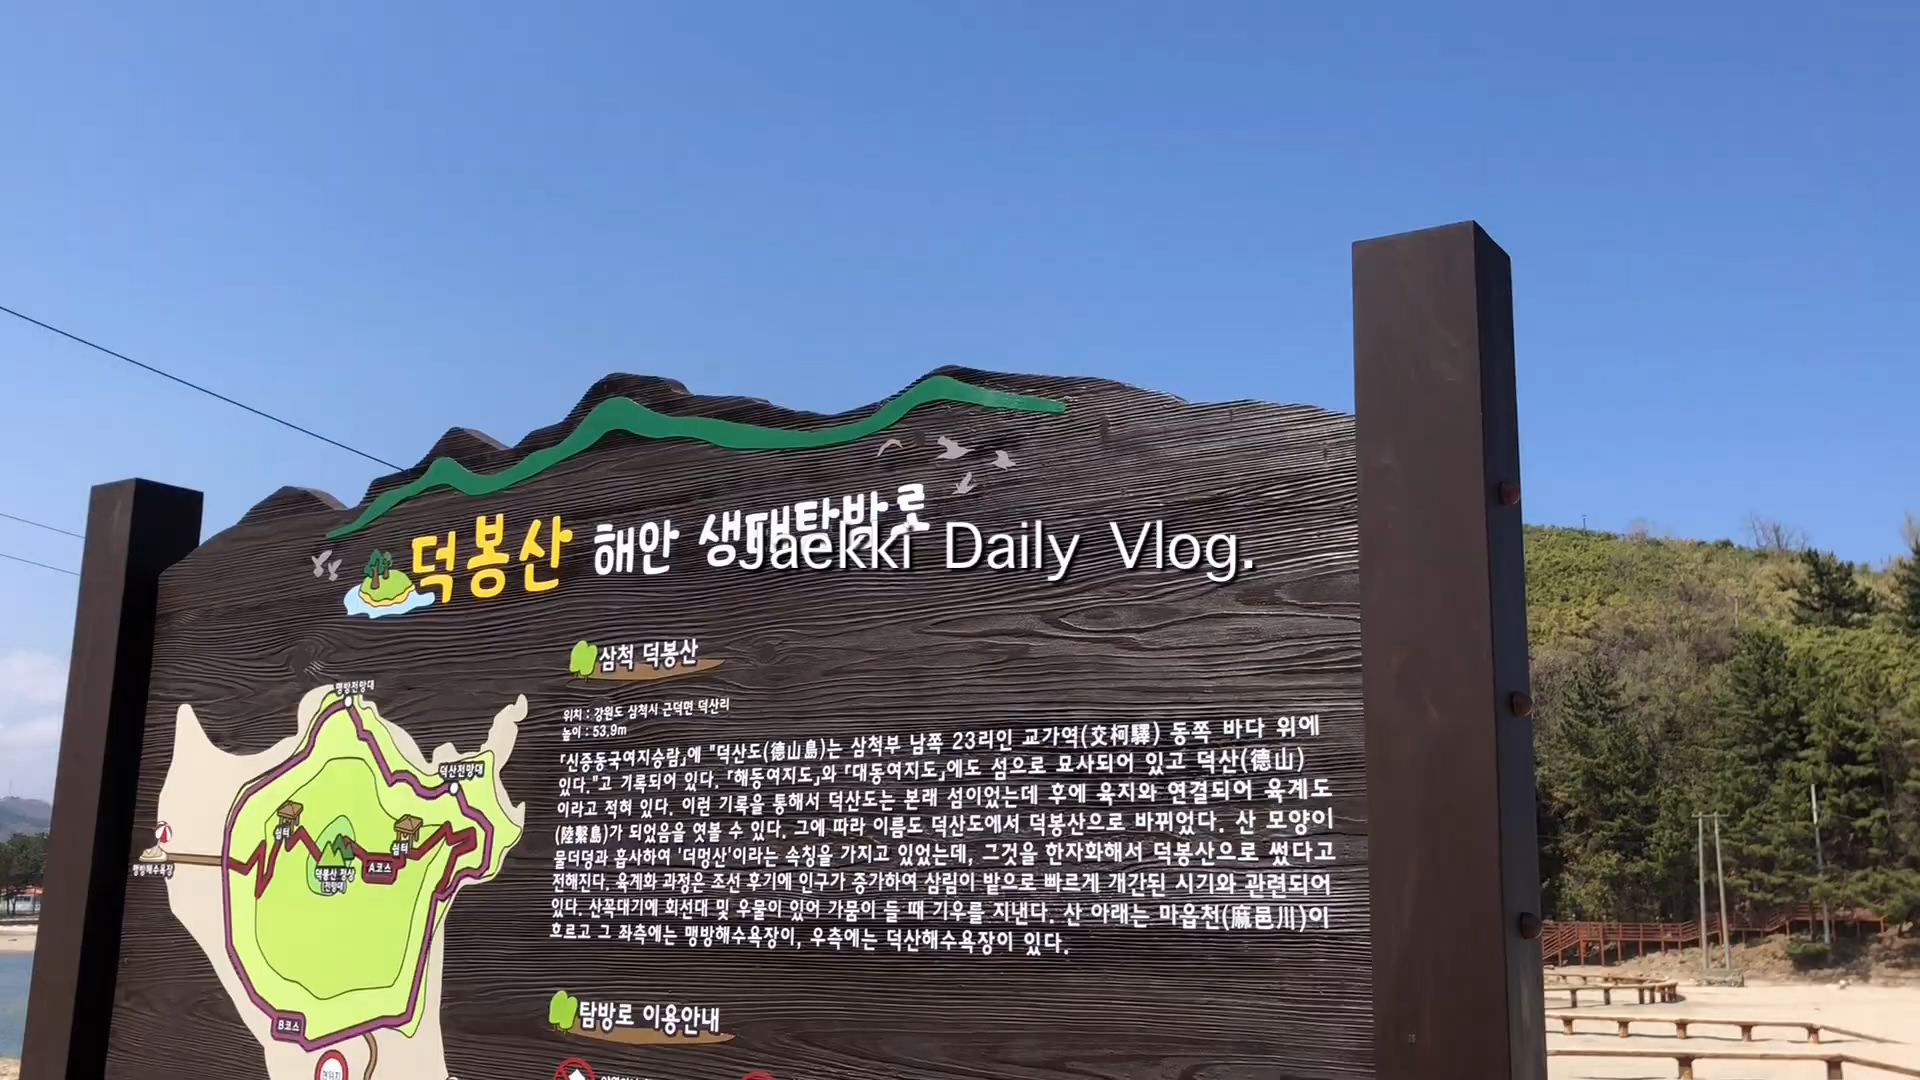 덕봉산 해안 생태탐방로
Jaekki Daily Vlog.
삼척 덕봉산
위치 : 강원도 삼척시 근덕면 덕산리
높이 : 53.9m
「신증동국여지승람」에 "덕산도(德山島)는 삼척부 남쪽 23리인 교가역(交柯驛) 동쪽 바다 위에
있다."고 기록되어 있다. 「해동여지도」와 「대동여지도」에도 섬으로 묘사되어 있고 덕산(德山)
이라고 적혀 있다. 이런 기록을 통해서 덕산도는 본래 섬이었는데 후에 육지와 연결되어 육계도
(陸繫島)가 되었음을 엿볼 수 있다. 그에 따라 이름도 덕산도에서 덕봉산으로 바뀌었다. 산 모양이
물더덩과 흡사하여 '더멍산'이라는 속칭을 가지고 있었는데, 그것을 한자화해서 덕봉산으로 썼다고
전해진다. 육계화 과정은 조선 후기에 인구가 증가하여 삼림이 밭으로 빠르게 개간된 시기와 관련되어
있다. 산꼭대기에 회선대 및 우물이 있어 가뭄이 들 때 기우를 지낸다. 산 아래는 마읍천(麻邑川)이
흐르고 그 좌측에는 맹방해수욕장이, 우측에는 덕산해수욕장이 있다.
탐방로 이용안내
맹방전망대
덕산전망대
쉼터
쉼터
맹방해수욕장
덕봉산 정상
(전망대)
A코스
B코스
현위치